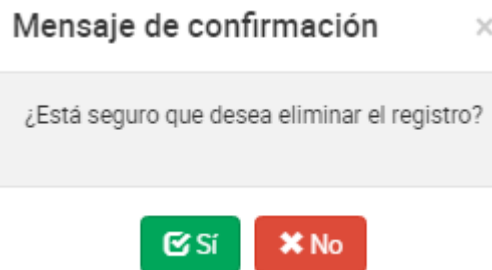 Mensaje de confirmación ×
¿Está seguro que desea eliminar el registro?
Sí
No